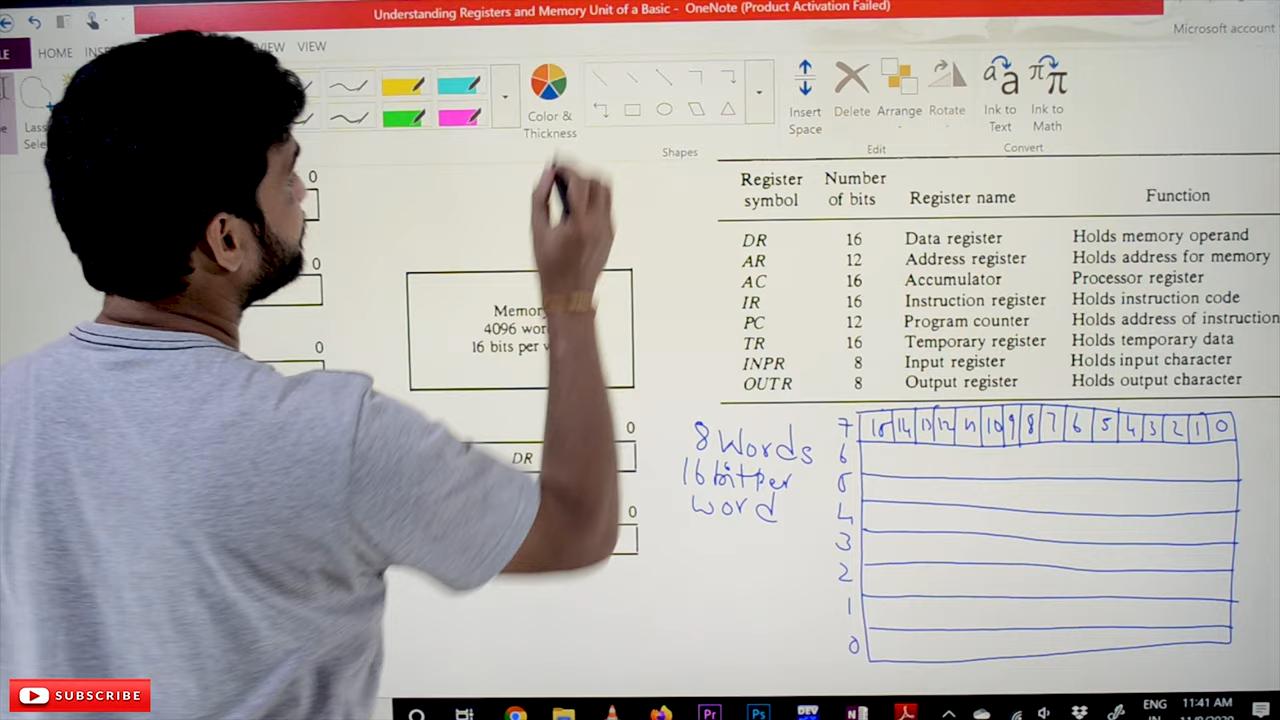 Understanding Registers and Memory Unit of a Basic - OneNote (Product Activation Failed)
Microsoft account
HOME
VIEW
Color &
Thickness
Shapes
Insert
Space
Delete
Arrange
Rotate
Edit
Ink to
Text
Ink to
Math
Convert
0
0
0
Memory
4096 wor
16 bits per
DR
0
0
Register
symbol
Number
of bits
Register name
Function
DR 16 Data register Holds memory operand
AR 12 Address register Holds address for memory
AC 16 Accumulator Processor register
IR 16 Instruction register Holds instruction code
PC 12 Program counter Holds address of instruction
TR 16 Temporary register Holds temporary data
INPR 8 Input register Holds input character
OUTR 8 Output register Holds output character
8 Words
16 bit per
word
7 15 14 13 12 11 10 9 8 7 6 5 4 3 2 1 0
6
5
4
3
2
1
0
SUBSCRIBE
ENG
IN
11:41 AM